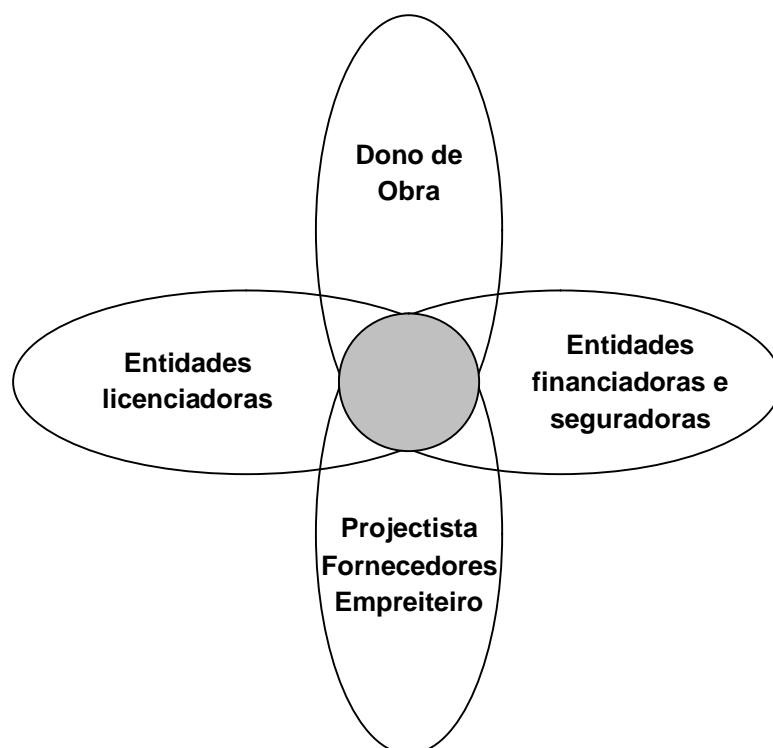 Dono de
Obra
Entidades
licenciadoras
Entidades
financiadoras e
seguradoras
Projectista
Fornecedores
Empreiteiro